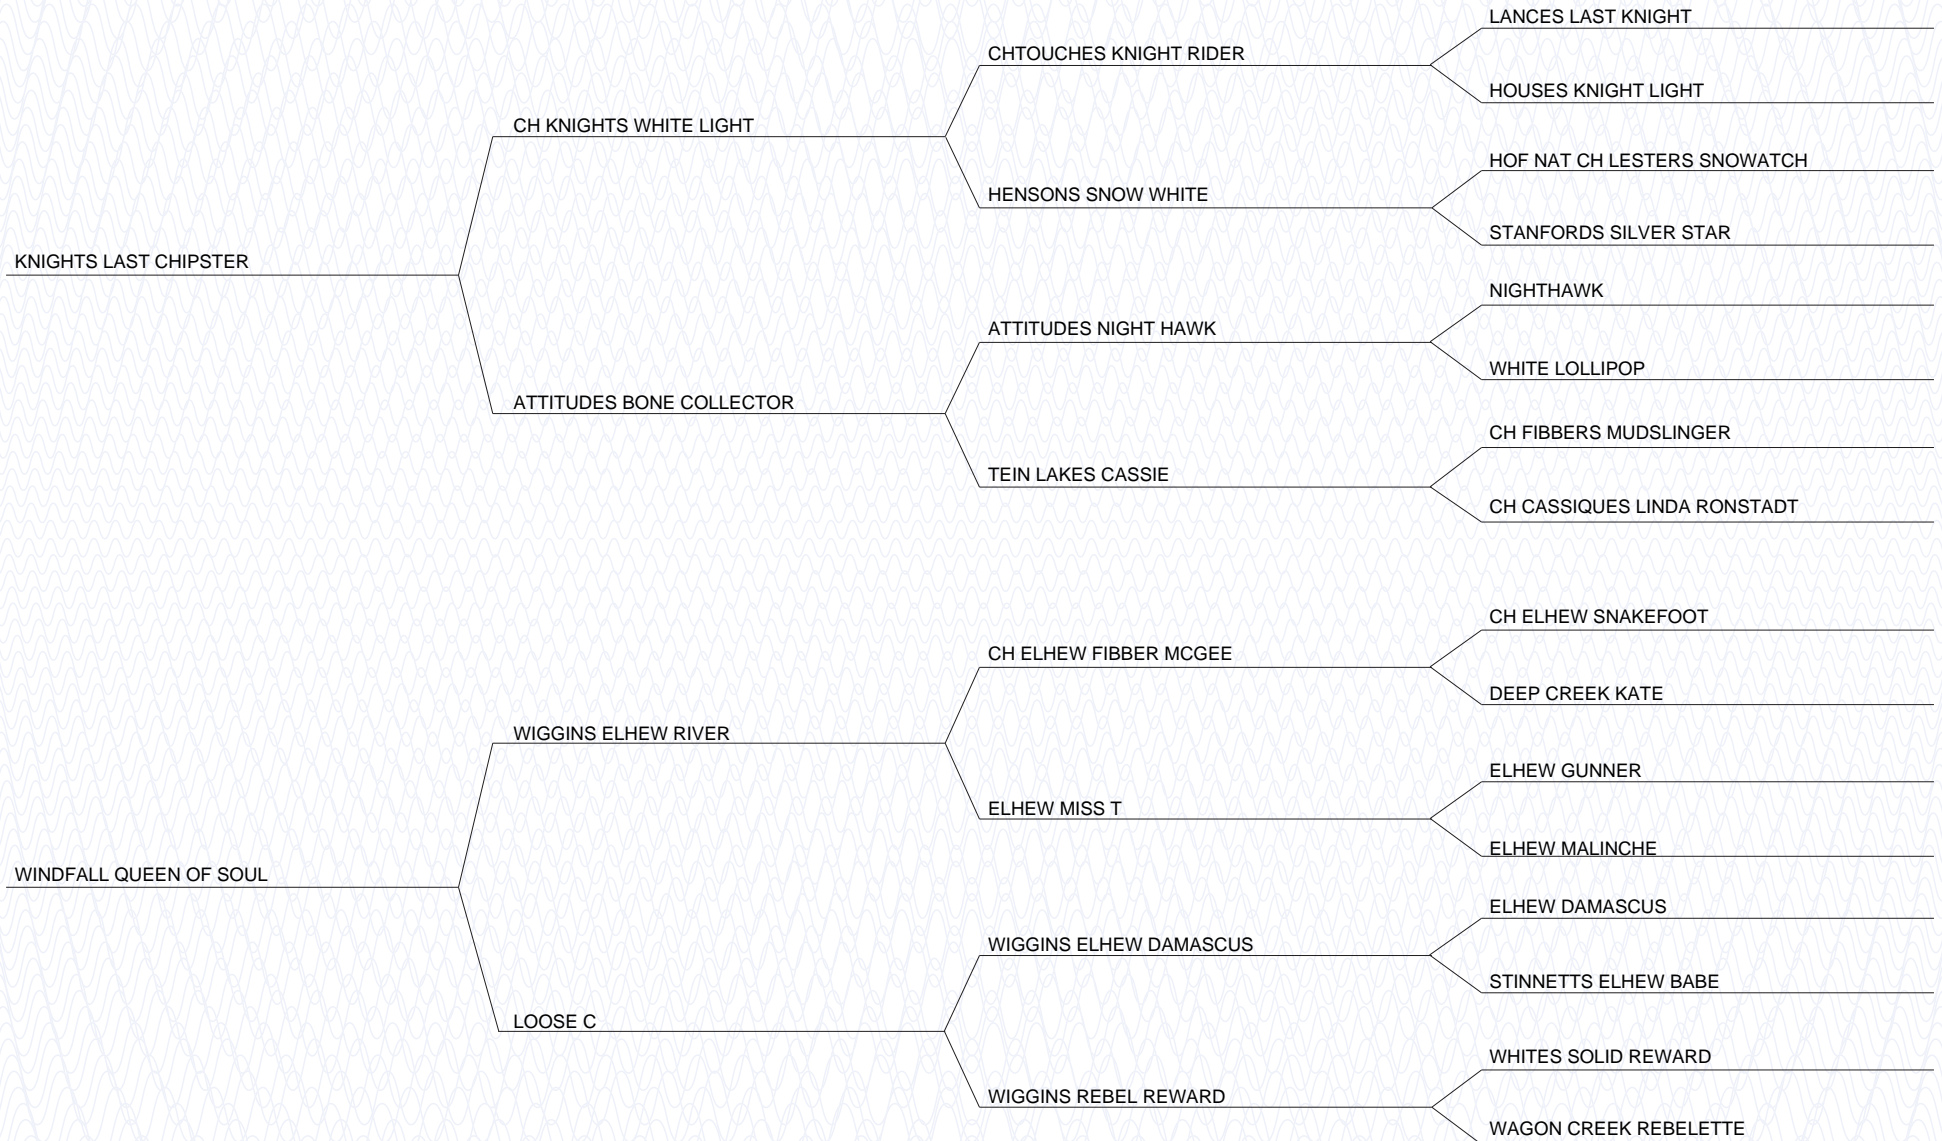 LANCES LAST KNIGHT
CHTOUCHES KNIGHT RIDER
HOUSES KNIGHT LIGHT
CH KNIGHTS WHITE LIGHT
HOF NAT CH LESTERS SNOWATCH
HENSONS SNOW WHITE
STANFORDS SILVER STAR
KNIGHTS LAST CHIPSTER
NIGHTHAWK
ATTITUDES NIGHT HAWK
WHITE LOLLIPOP
ATTITUDES BONE COLLECTOR
CH FIBBERS MUDSLINGER
TEIN LAKES CASSIE
CH CASSIQUES LINDA RONSTADT
CH ELHEW SNAKEFOOT
CH ELHEW FIBBER MCGEE
DEEP CREEK KATE
WIGGINS ELHEW RIVER
ELHEW GUNNER
ELHEW MISS T
ELHEW MALINCHE
WINDFALL QUEEN OF SOUL
ELHEW DAMASCUS
WIGGINS ELHEW DAMASCUS
STINNETTS ELHEW BABE
LOOSE C
WHITES SOLID REWARD
WIGGINS REBEL REWARD
WAGON CREEK REBELETTE